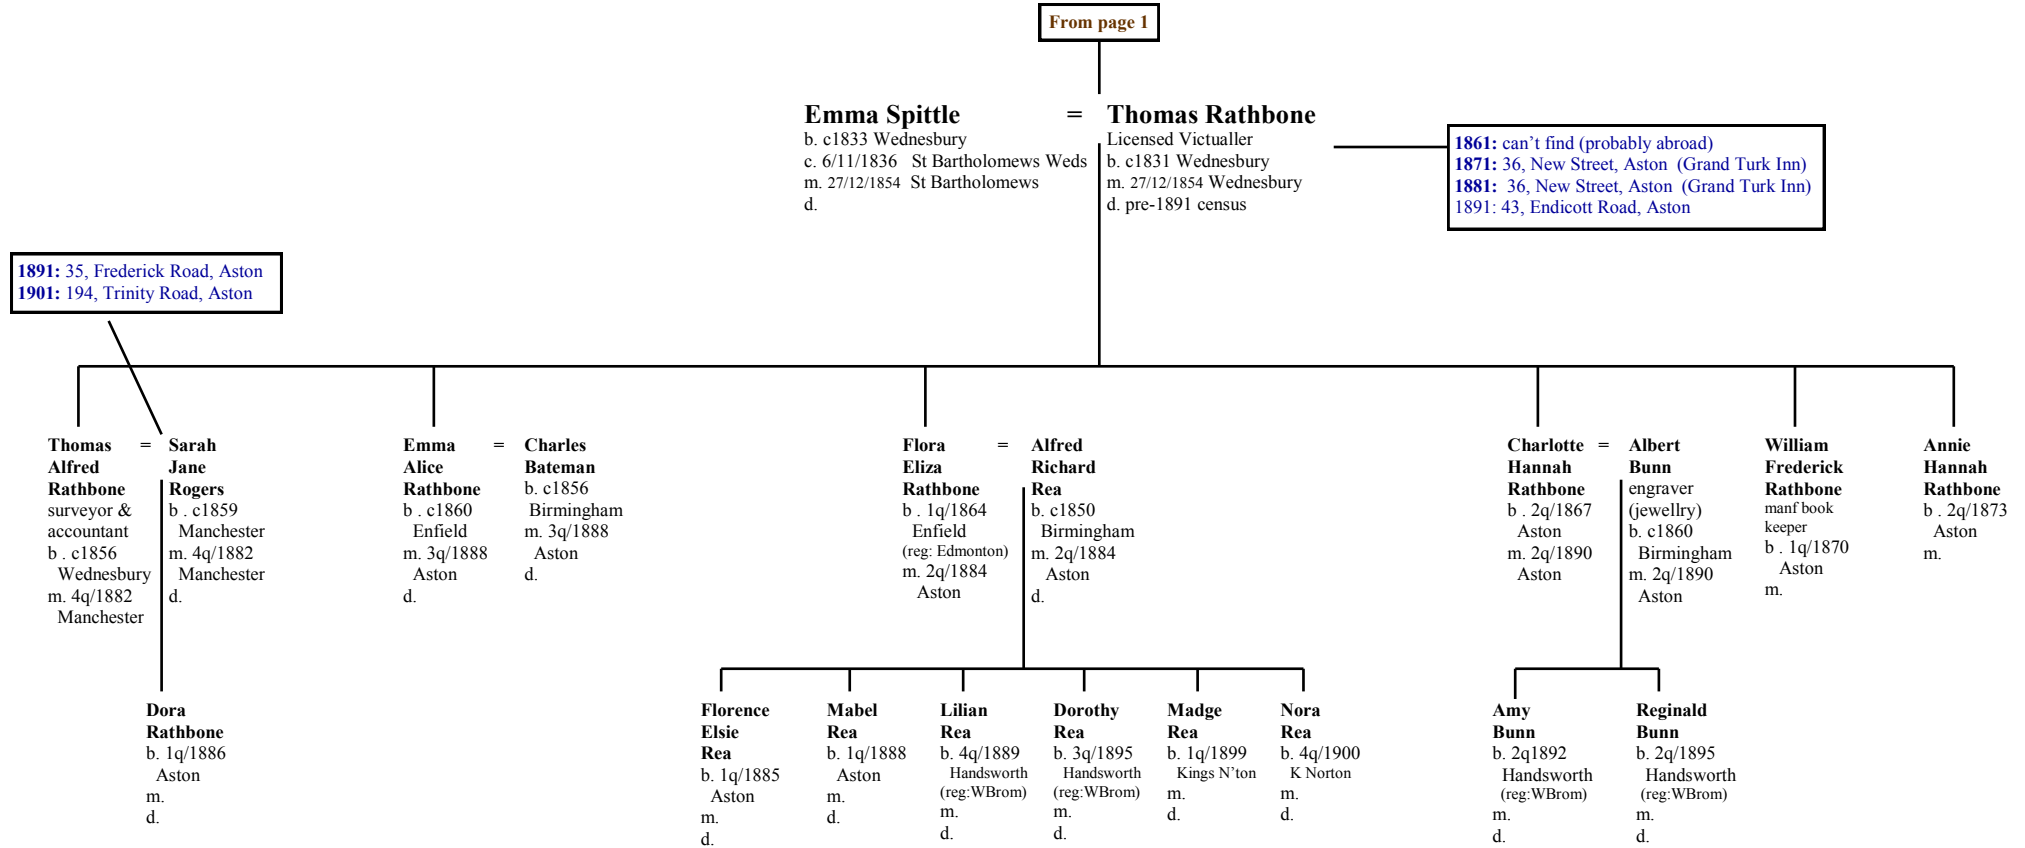 From page 1
Emma Spittle = Thomas Rathbone
b. c1833 Wednesbury
c. 6/11/1836 St Bartholomews Weds
m. 27/12/1854 St Bartholomews
d.
Licensed Victualler
b. c1831 Wednesbury
m. 27/12/1854 Wednesbury
d. pre-1891 census
1861: can't find (probably abroad)
1871: 36, New Street, Aston (Grand Turk Inn)
1881: 36, New Street, Aston (Grand Turk Inn)
1891: 43, Endicott Road, Aston
1891: 35, Frederick Road, Aston
1901: 194, Trinity Road, Aston
Thomas =
Alfred
Rathbone
surveyor &
accountant
b . c1856
Wednesbury
m. 4q/1882
Manchester
Sarah
Jane
Rogers
b . c1859
Manchester
m. 4q/1882
Manchester
d.
Emma =
Alice
Rathbone
b . c1860
Enfield
m. 3q/1888
Aston
d.
Charles
Bateman
b. c1856
Birmingham
m. 3q/1888
Aston
d.
Flora =
Eliza
Rathbone
b . 1q/1864
Enfield
(reg: Edmonton)
m. 2q/1884
Aston
Alfred
Richard
Rea
b. c1850
Birmingham
m. 2q/1884
Aston
d.
Charlotte =
Hannah
Rathbone
b . 2q/1867
Aston
m. 2q/1890
Aston
Albert
Bunn
engraver
(jewellry)
b. c1860
Birmingham
m. 2q/1890
Aston
William
Frederick
Rathbone
manf book
keeper
b . 1q/1870
Aston
m.
Annie
Hannah
Rathbone
b . 2q/1873
Aston
m.
Dora
Rathbone
b. 1q/1886
Aston
m.
d.
Florence
Elsie
Rea
b. 1q/1885
Aston
m.
d.
Mabel
Rea
b. 1q/1888
Aston
m.
d.
Lilian
Rea
b. 4q/1889
Handsworth
(reg:WBrom)
m.
d.
Dorothy
Rea
b. 3q/1895
Handsworth
(reg:WBrom)
m.
d.
Madge
Rea
b. 1q/1899
Kings N'ton
m.
d.
Nora
Rea
b. 4q/1900
K Norton
m.
d.
Amy
Bunn
b. 2q1892
Handsworth
(reg:WBrom)
m.
d.
Reginald
Bunn
b. 2q/1895
Handsworth
(reg:WBrom)
m.
d.